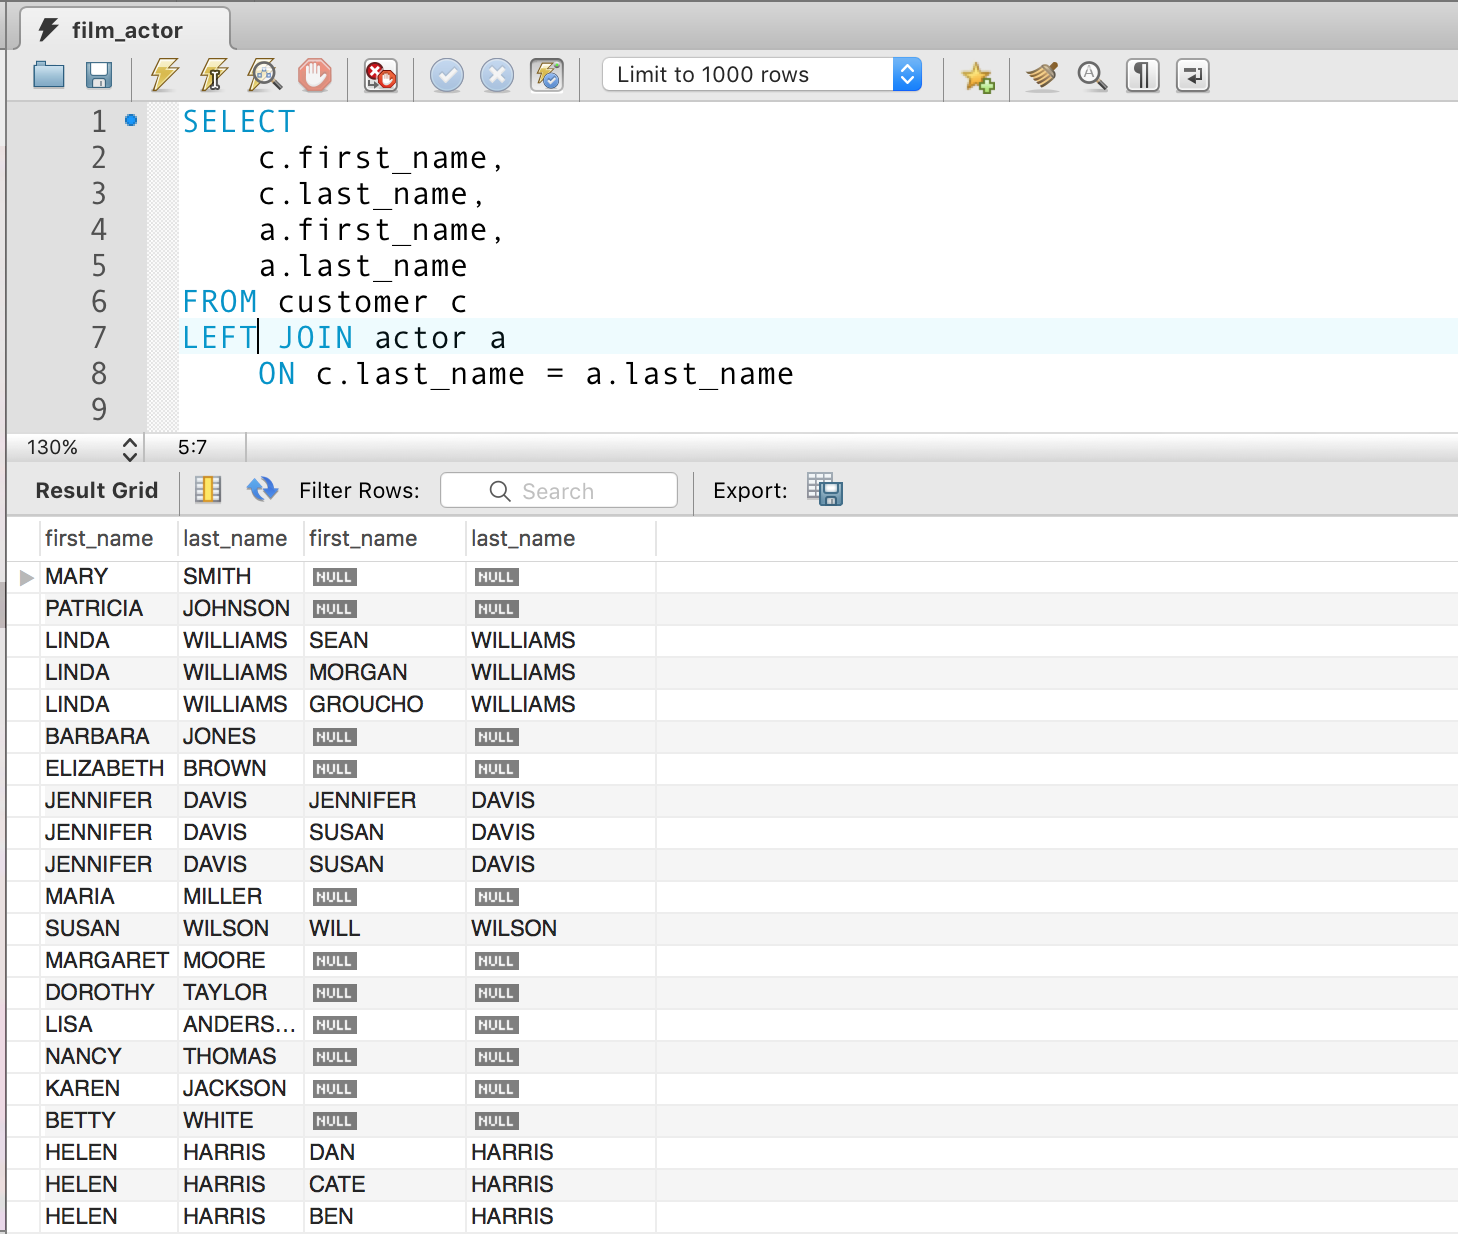 film_actor
Limit to 1000 rows
1 SELECT
2 c.first_name,
3 c.last_name,
4 a.first_name,
5 a.last_name
6 FROM customer c
7 LEFT JOIN actor a
8 ON c.last_name = a.last_name
9
130% 5:7
Result Grid Filter Rows: Search Export:
first_name last_name first_name last_name
MARY SMITH NULL NULL
PATRICIA JOHNSON NULL NULL
LINDA WILLIAMS SEAN WILLIAMS
LINDA WILLIAMS MORGAN WILLIAMS
LINDA WILLIAMS GROUCHO WILLIAMS
BARBARA JONES NULL NULL
ELIZABETH BROWN NULL NULL
JENNIFER DAVIS JENNIFER DAVIS
JENNIFER DAVIS SUSAN DAVIS
JENNIFER DAVIS SUSAN DAVIS
MARIA MILLER NULL NULL
SUSAN WILSON WILL WILSON
MARGARET MOORE NULL NULL
DOROTHY TAYLOR NULL NULL
LISA ANDERS... NULL NULL
NANCY THOMAS NULL NULL
KAREN JACKSON NULL NULL
BETTY WHITE NULL NULL
HELEN HARRIS DAN HARRIS
HELEN HARRIS CATE HARRIS
HELEN HARRIS BEN HARRIS